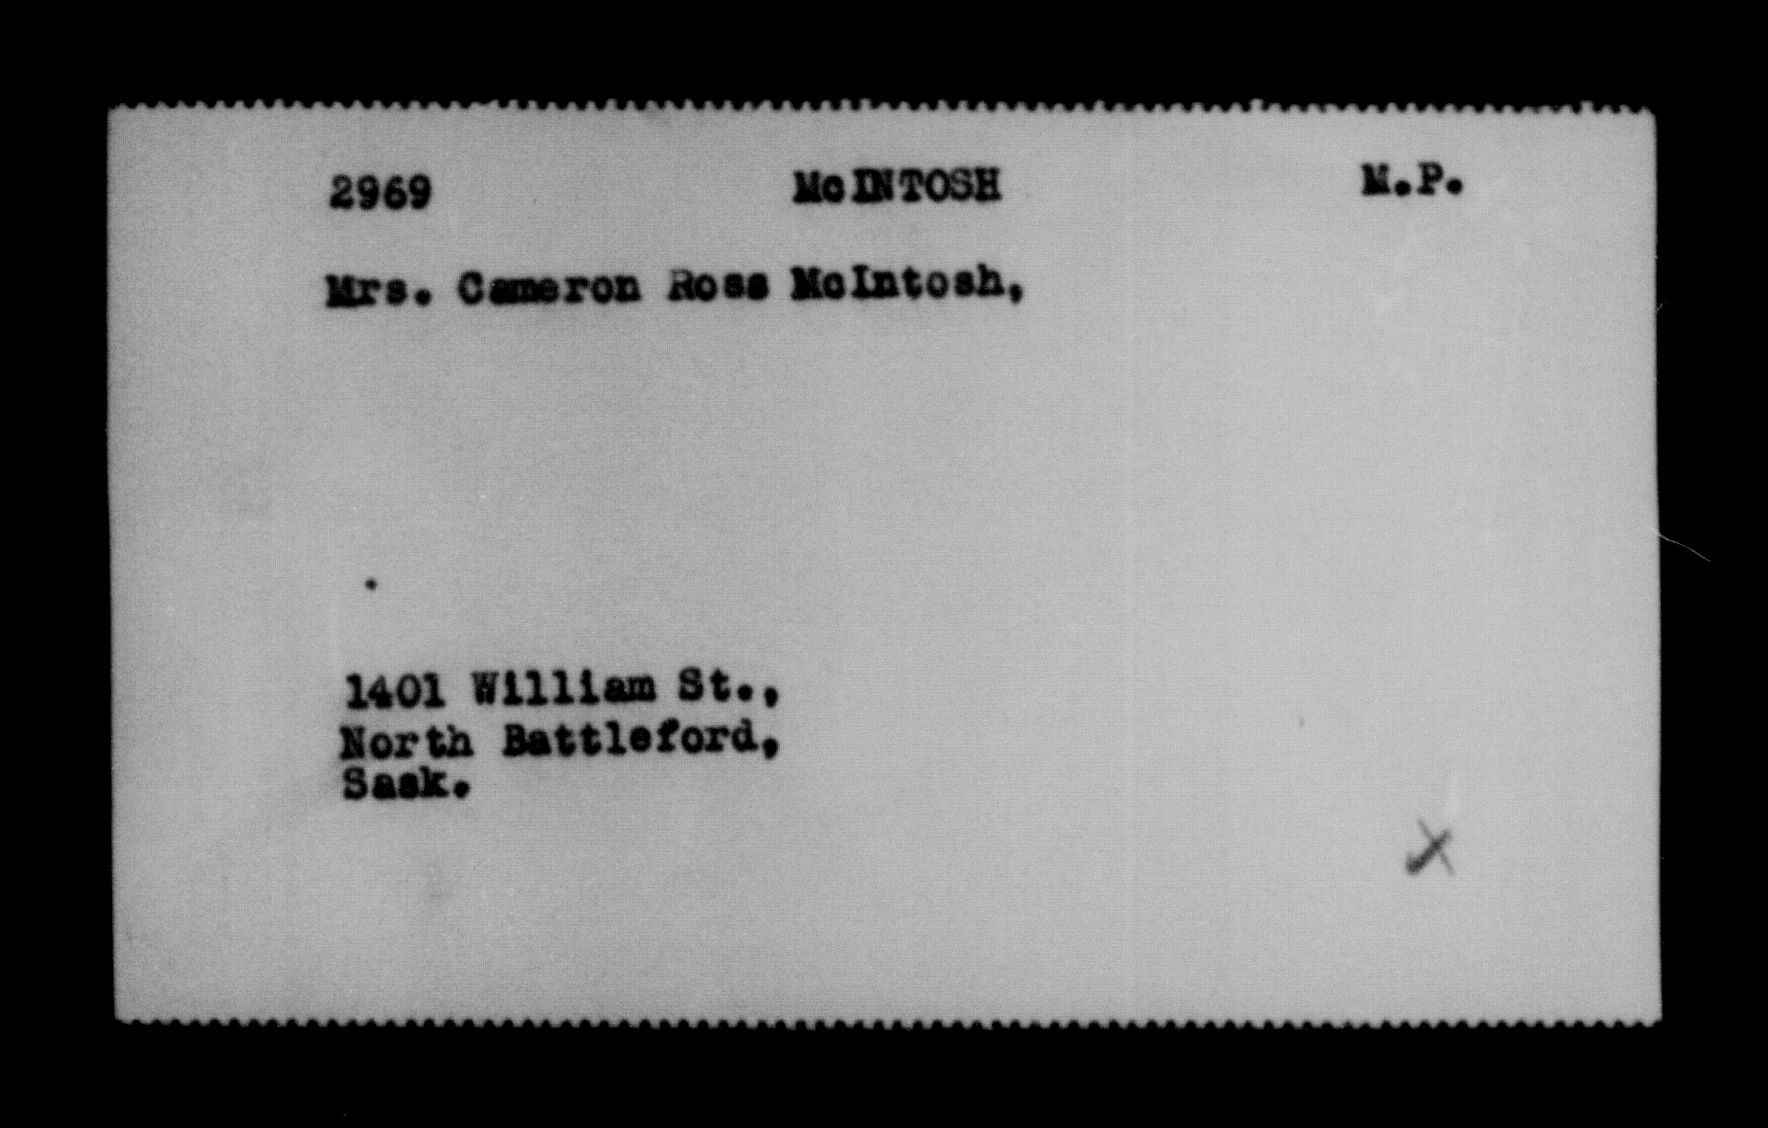 2969 McINTOSH M.P.
Mrs. Cameron Ross McIntosh,
1401 William St.,
North Battleford,
Sask.